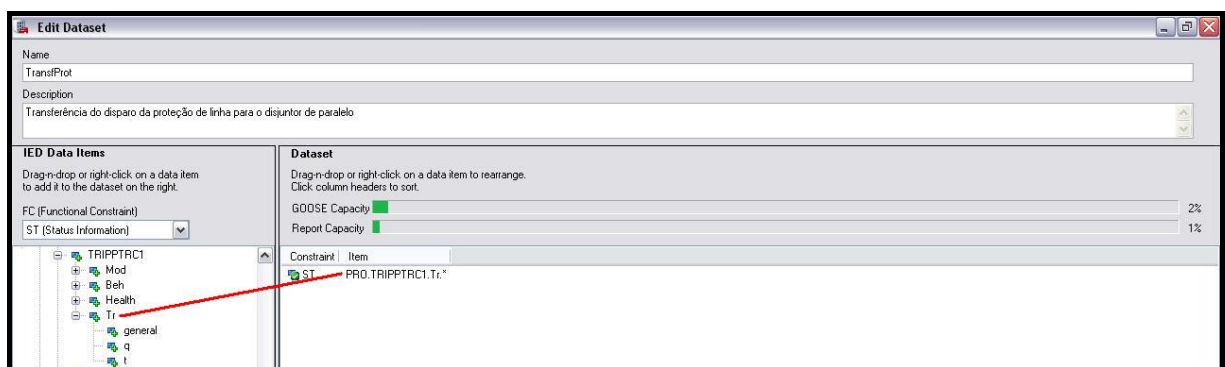 Edit Dataset
Name
TransfProt
Description
Transferência do disparo da proteção de linha para o disjuntor de paralelo
IED Data Items
Drag-n-drop or right-click on a data item
to add it to the dataset on the right.
FC (Functional Constraint)
ST (Status Information)
TRIPPTRC1
Mod
Beh
Health
Tr
general
q
t
Dataset
Drag-n-drop or right-click on a data item to rearrange.
Click column headers to sort.
GOOSE Capacity 2%
Report Capacity 1%
Constraint Item
ST PRO.TRIPPTRC1.Tr.*